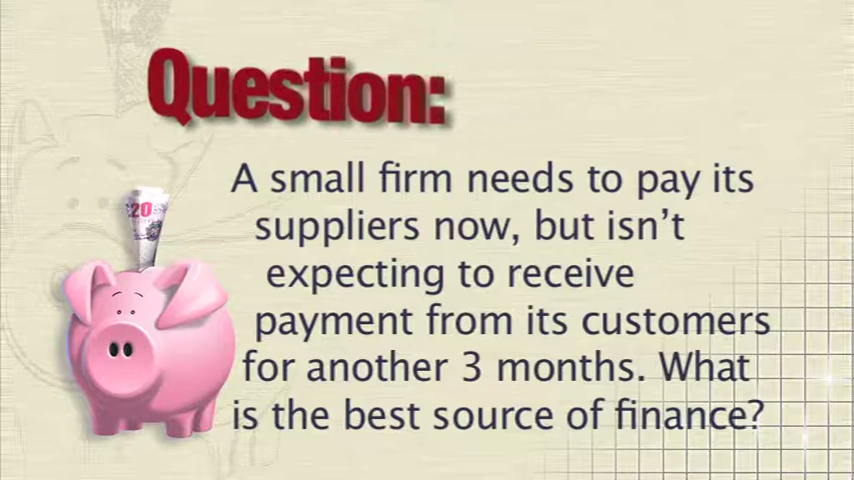 Question:
A small firm needs to pay its
suppliers now, but isn't
expecting to receive
payment from its customers
for another 3 months. What
is the best source of finance?
£20